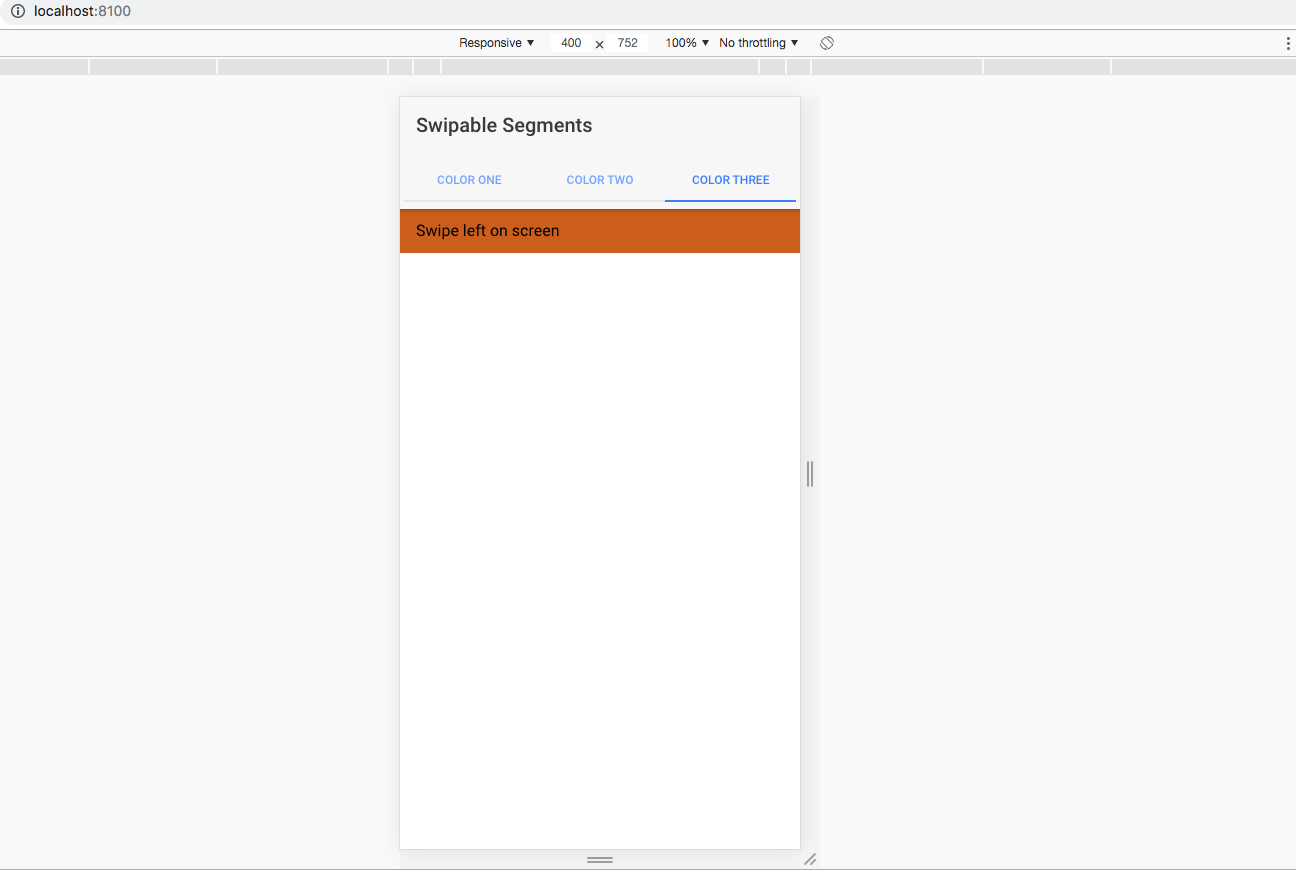 localhost:8100
Responsive ▼ 400 × 752 100% ▼ No throttling ▼
Swipable Segments
COLOR ONE COLOR TWO COLOR THREE
Swipe left on screen